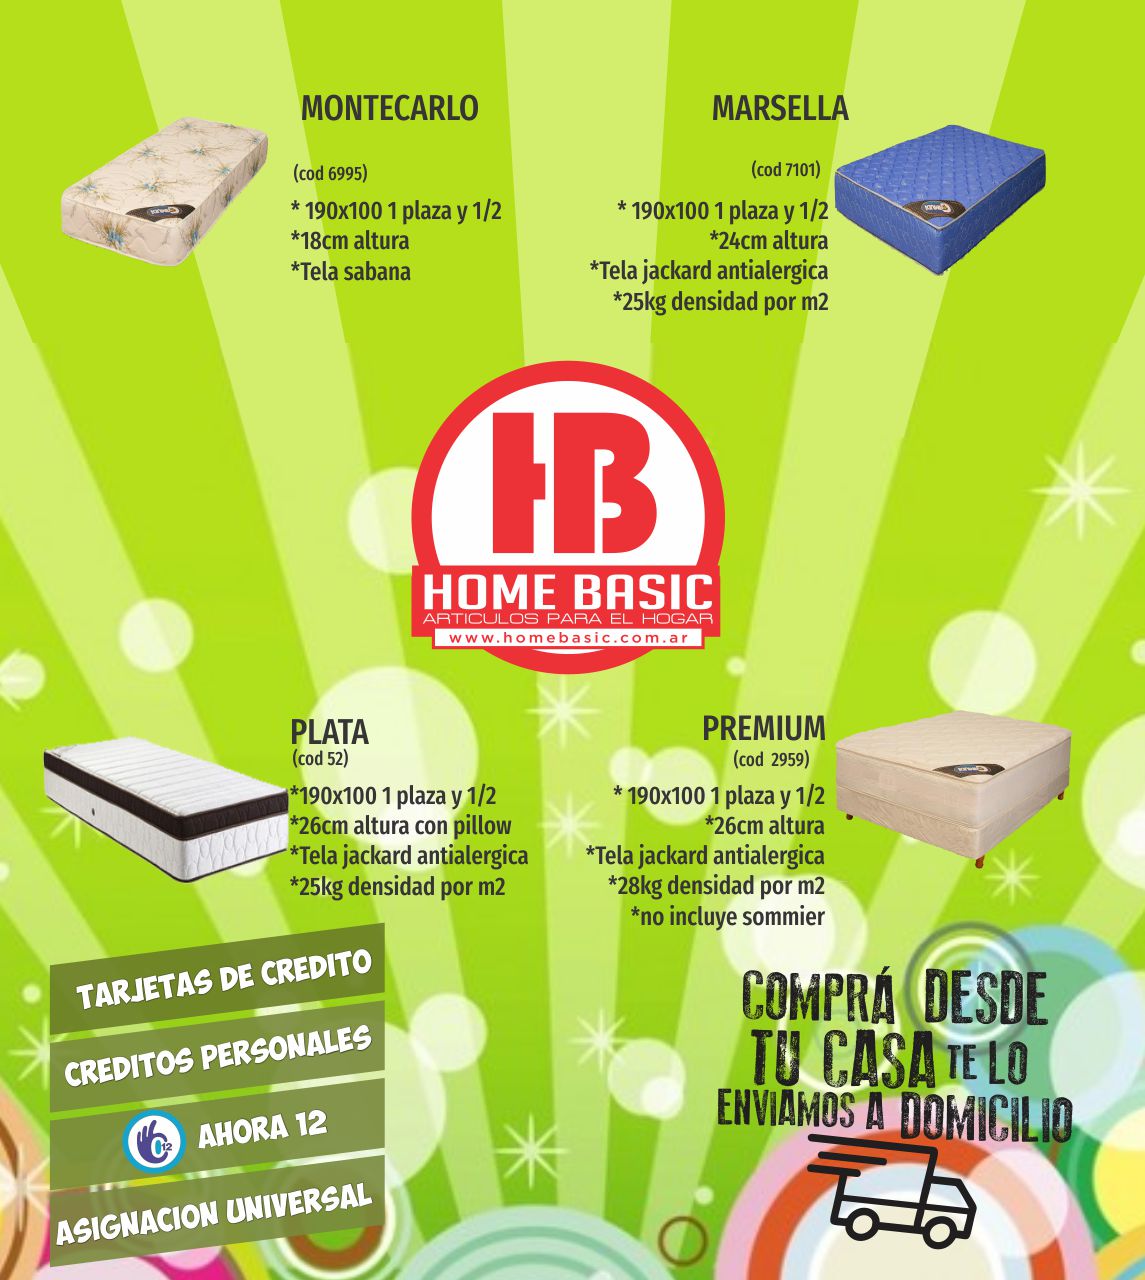 MONTECARLO
(cod 6995)
* 190x100 1 plaza y 1/2
*18cm altura
*Tela sabana
MARSELLA
(cod 7101)
* 190x100 1 plaza y 1/2
*24cm altura
*Tela jackard antialergica
*25kg densidad por m2
HB
HOME BASIC
ARTICULOS PARA EL HOGAR
www.homebasic.com.ar
PLATA
(cod 52)
*190x100 1 plaza y 1/2
*26cm altura con pillow
*Tela jackard antialergica
*25kg densidad por m2
PREMIUM
(cod 2959)
* 190x100 1 plaza y 1/2
*26cm altura
*Tela jackard antialergica
*28kg densidad por m2
*no incluye sommier
TARJETAS DE CREDITO
CREDITOS PERSONALES
12 AHORA 12
ASIGNACION UNIVERSAL
COMPRÁ DESDE
TU CASA TE LO
ENVIAMOS A DOMICILIO